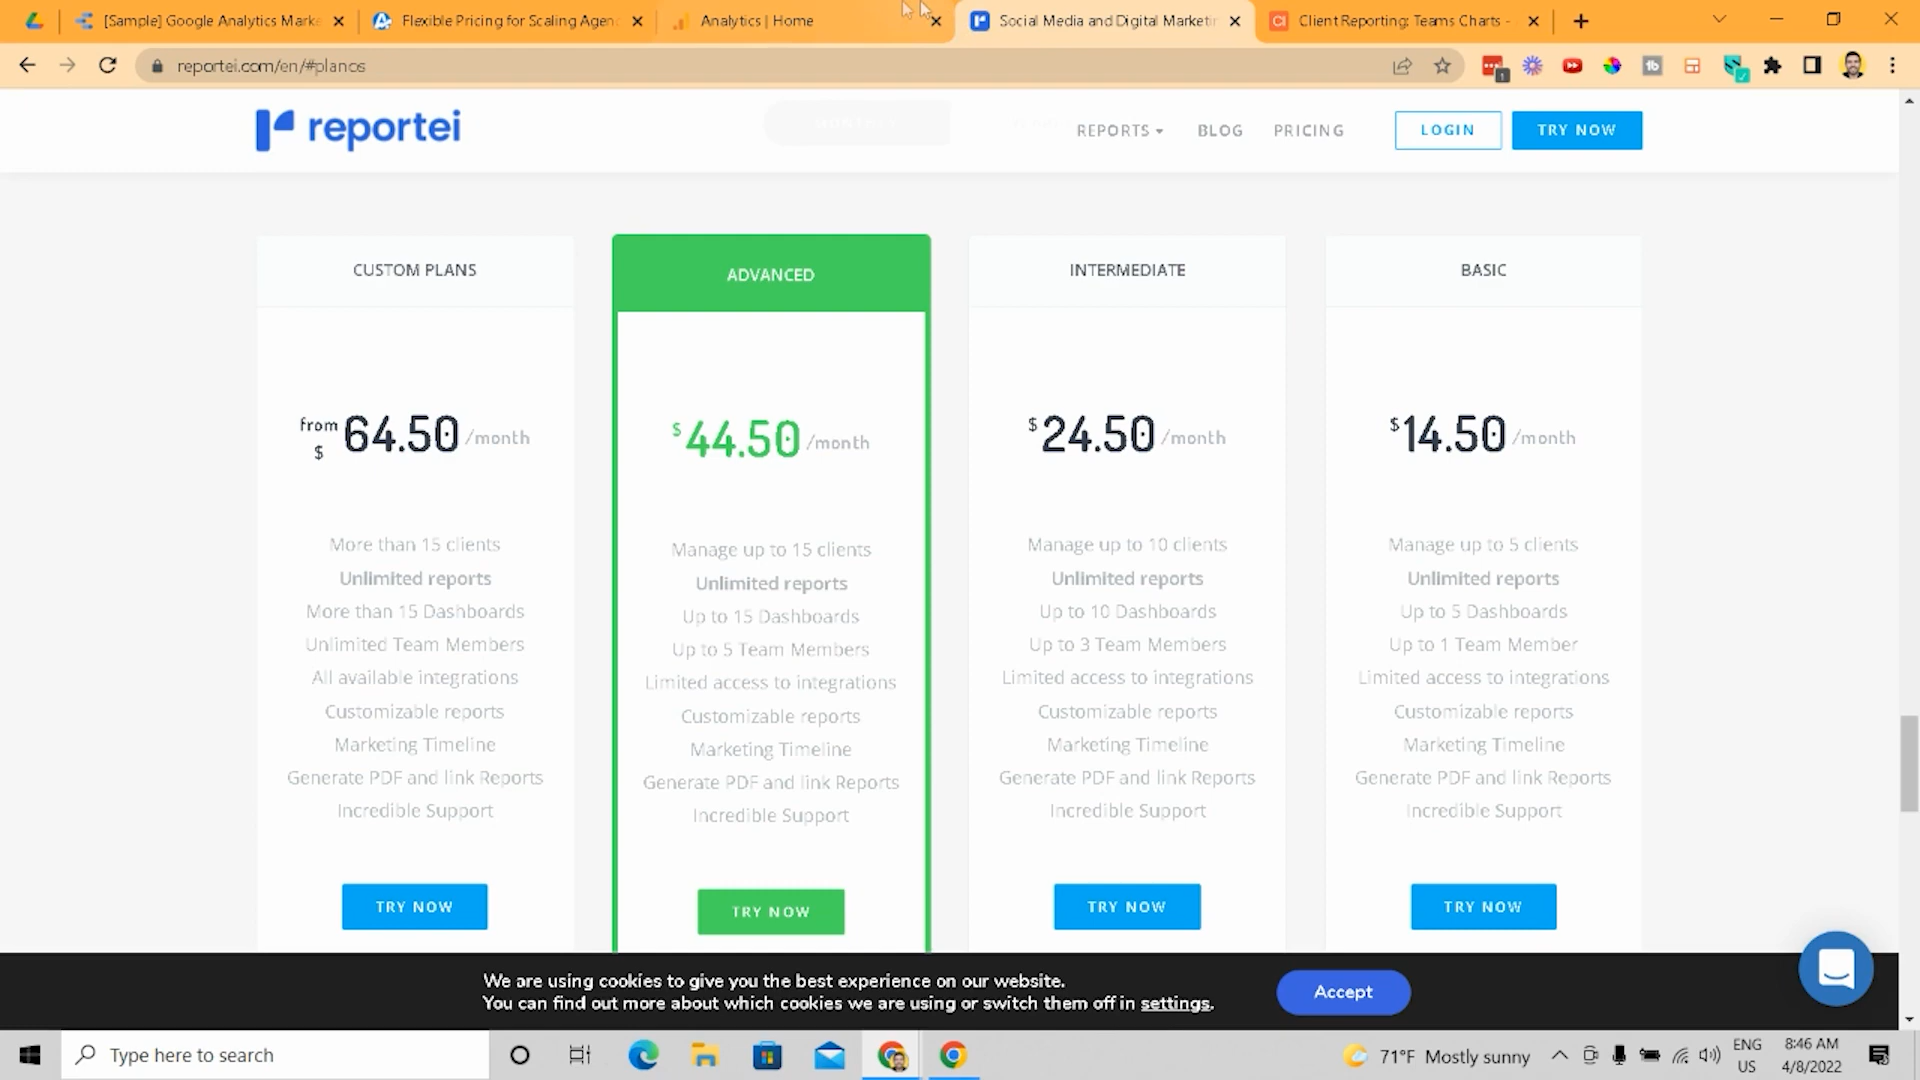 [Sample] Google Analytics Mark
Flexible Pricing for Scaling Agen
Analytics | Home
Social Media and Digital Marketin
Client Reporting: Teams Charts -
reportei.com/en/#planos
reportei
REPORTS
BLOG
PRICING
LOGIN
TRY NOW
CUSTOM PLANS
from $ 64.50 /month
More than 15 clients
Unlimited reports
More than 15 Dashboards
Unlimited Team Members
All available integrations
Customizable reports
Marketing Timeline
Generate PDF and link Reports
Incredible Support
TRY NOW
ADVANCED
$ 44.50 /month
Manage up to 15 clients
Unlimited reports
Up to 15 Dashboards
Up to 5 Team Members
Limited access to integrations
Customizable reports
Marketing Timeline
Generate PDF and link Reports
Incredible Support
TRY NOW
INTERMEDIATE
$ 24.50 /month
Manage up to 10 clients
Unlimited reports
Up to 10 Dashboards
Up to 3 Team Members
Limited access to integrations
Customizable reports
Marketing Timeline
Generate PDF and link Reports
Incredible Support
TRY NOW
BASIC
$ 14.50 /month
Manage up to 5 clients
Unlimited reports
Up to 5 Dashboards
Up to 1 Team Member
Limited access to integrations
Customizable reports
Marketing Timeline
Generate PDF and link Reports
Incredible Support
TRY NOW
We are using cookies to give you the best experience on our website.
You can find out more about which cookies we are using or switch them off in settings.
Accept
Type here to search
71°F Mostly sunny
ENG
US
8:46 AM
4/8/2022